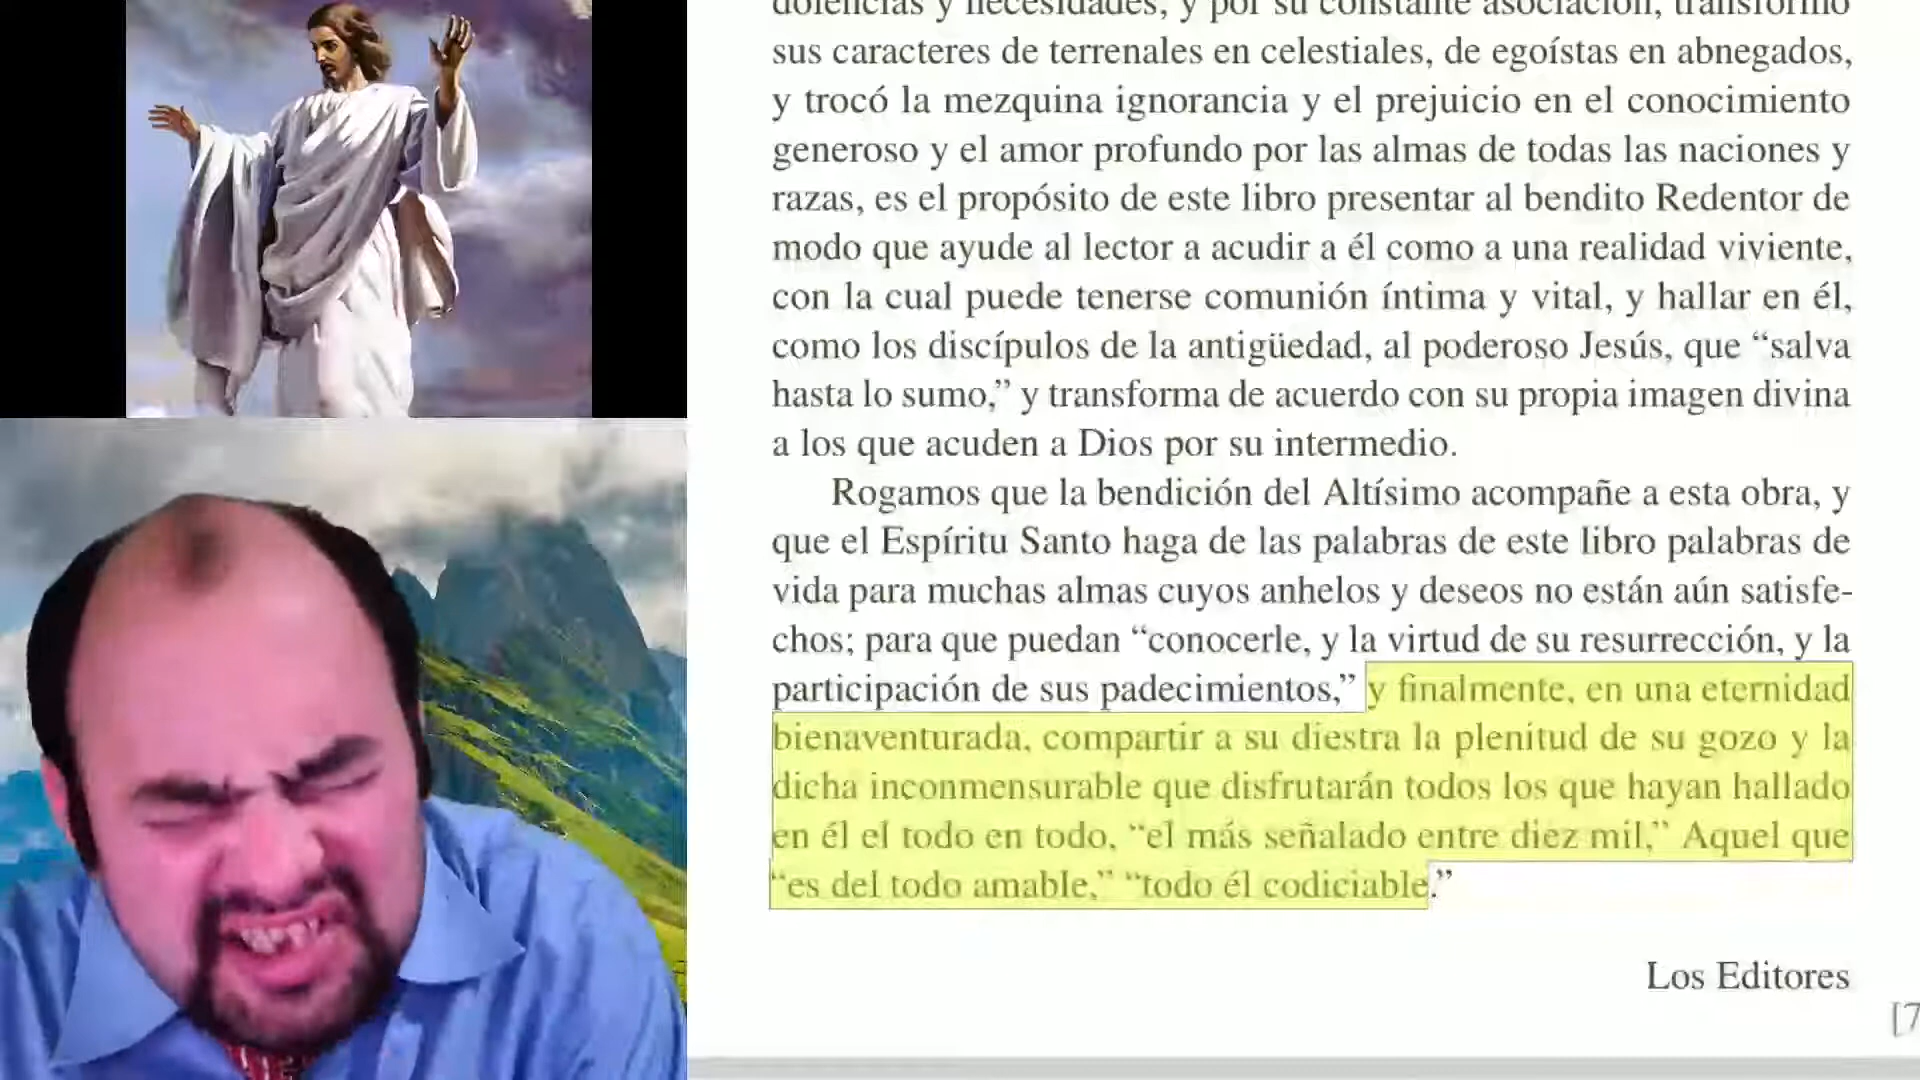 dolencias y necesidades, y por su constante asociación, transformó
sus caracteres de terrenales en celestiales, de egoístas en abnegados,
y trocó la mezquina ignorancia y el prejuicio en el conocimiento
generoso y el amor profundo por las almas de todas las naciones y
razas, es el propósito de este libro presentar al bendito Redentor de
modo que ayude al lector a acudir a él como a una realidad viviente,
con la cual puede tenerse comunión íntima y vital, y hallar en él,
como los discípulos de la antigüedad, al poderoso Jesús, que “salva
hasta lo sumo,” y transforma de acuerdo con su propia imagen divina
a los que acuden a Dios por su intermedio.
Rogamos que la bendición del Altísimo acompañe a esta obra, y
que el Espíritu Santo haga de las palabras de este libro palabras de
vida para muchas almas cuyos anhelos y deseos no están aún satisfe-
chos; para que puedan “conocerle, y la virtud de su resurrección, y la
participación de sus padecimientos,” y finalmente, en una eternidad
bienaventurada, compartir a su diestra la plenitud de su gozo y la
dicha inconmensurable que disfrutarán todos los que hayan hallado
en él el todo en todo, “el más señalado entre diez mil,” Aquel que
“es del todo amable,” “todo él codiciable.”
Los Editores
[7